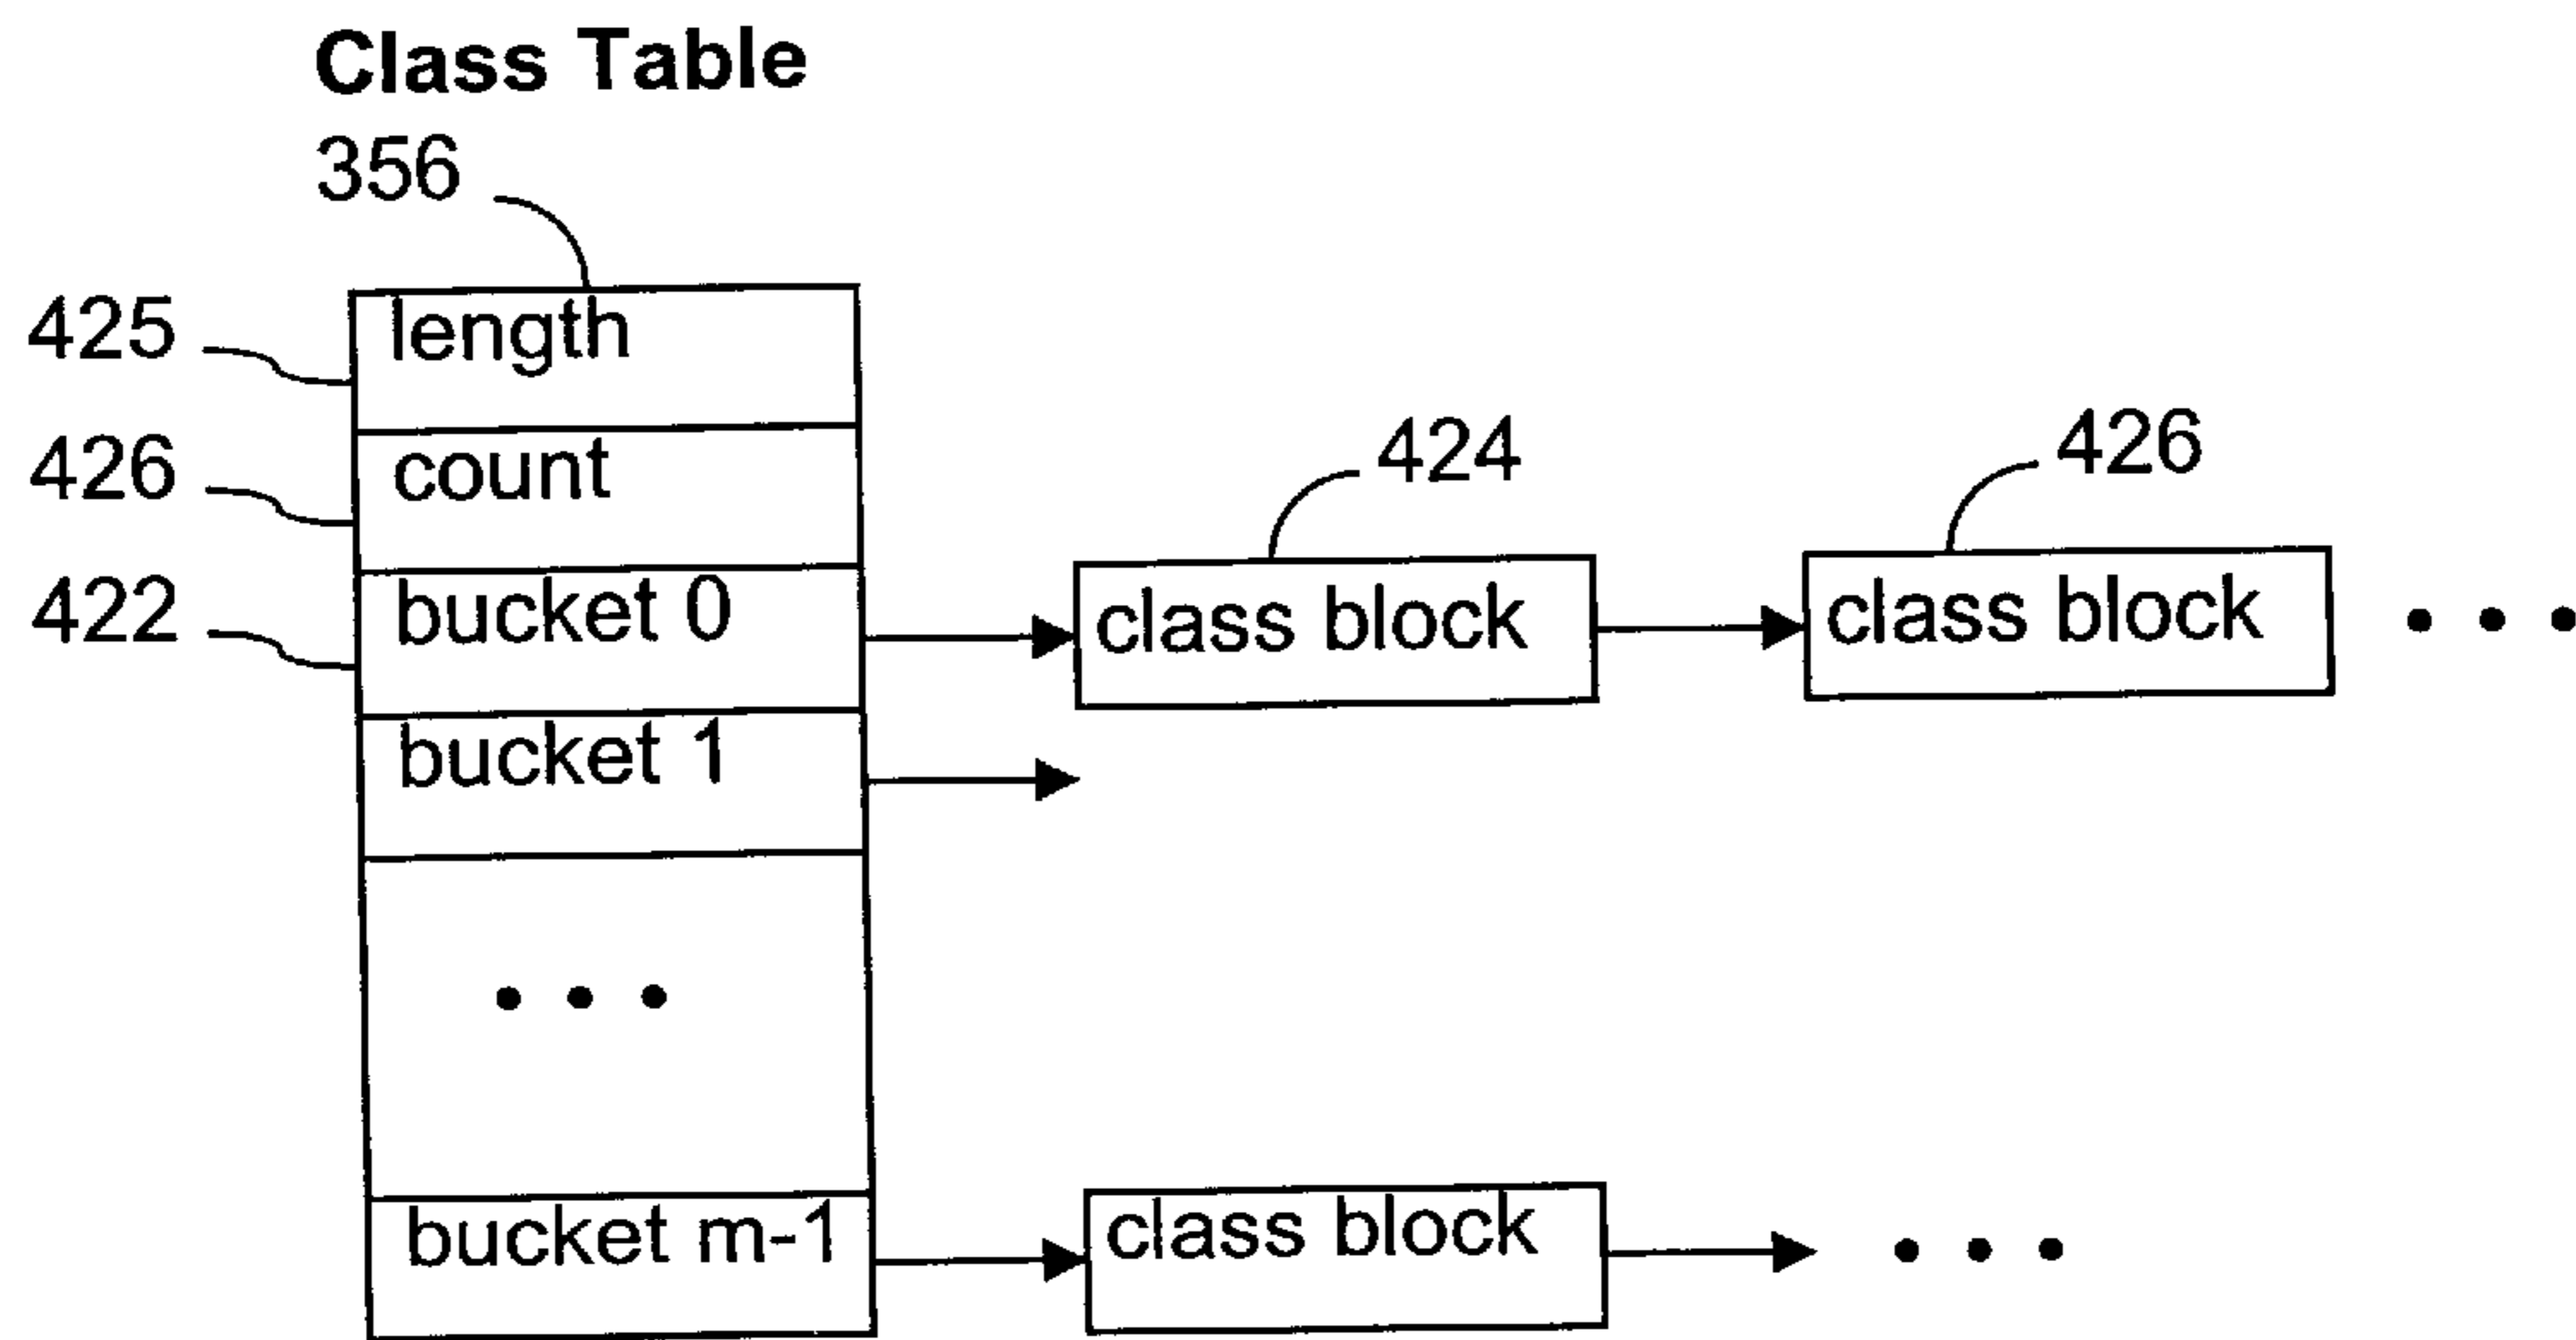 Class Table
356
425
length
426
count
424
426
422
bucket 0
class block
class block
• • •
bucket 1
• • •
bucket m-1
class block
• • •